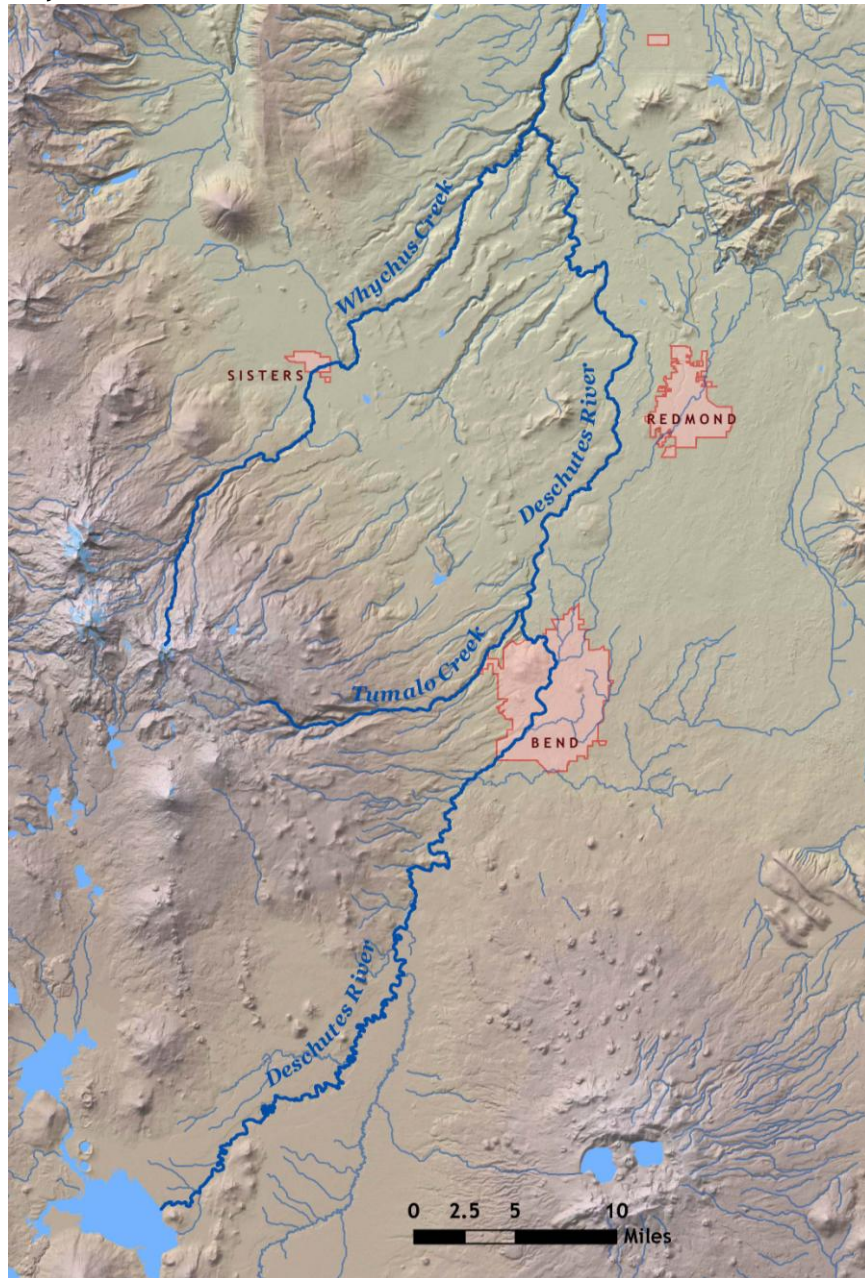 Whychus Creek
SISTERS
REDMOND
Deschutes River
Tumalo Creek
BEND
Deschutes River
0 2.5 5 10
Miles